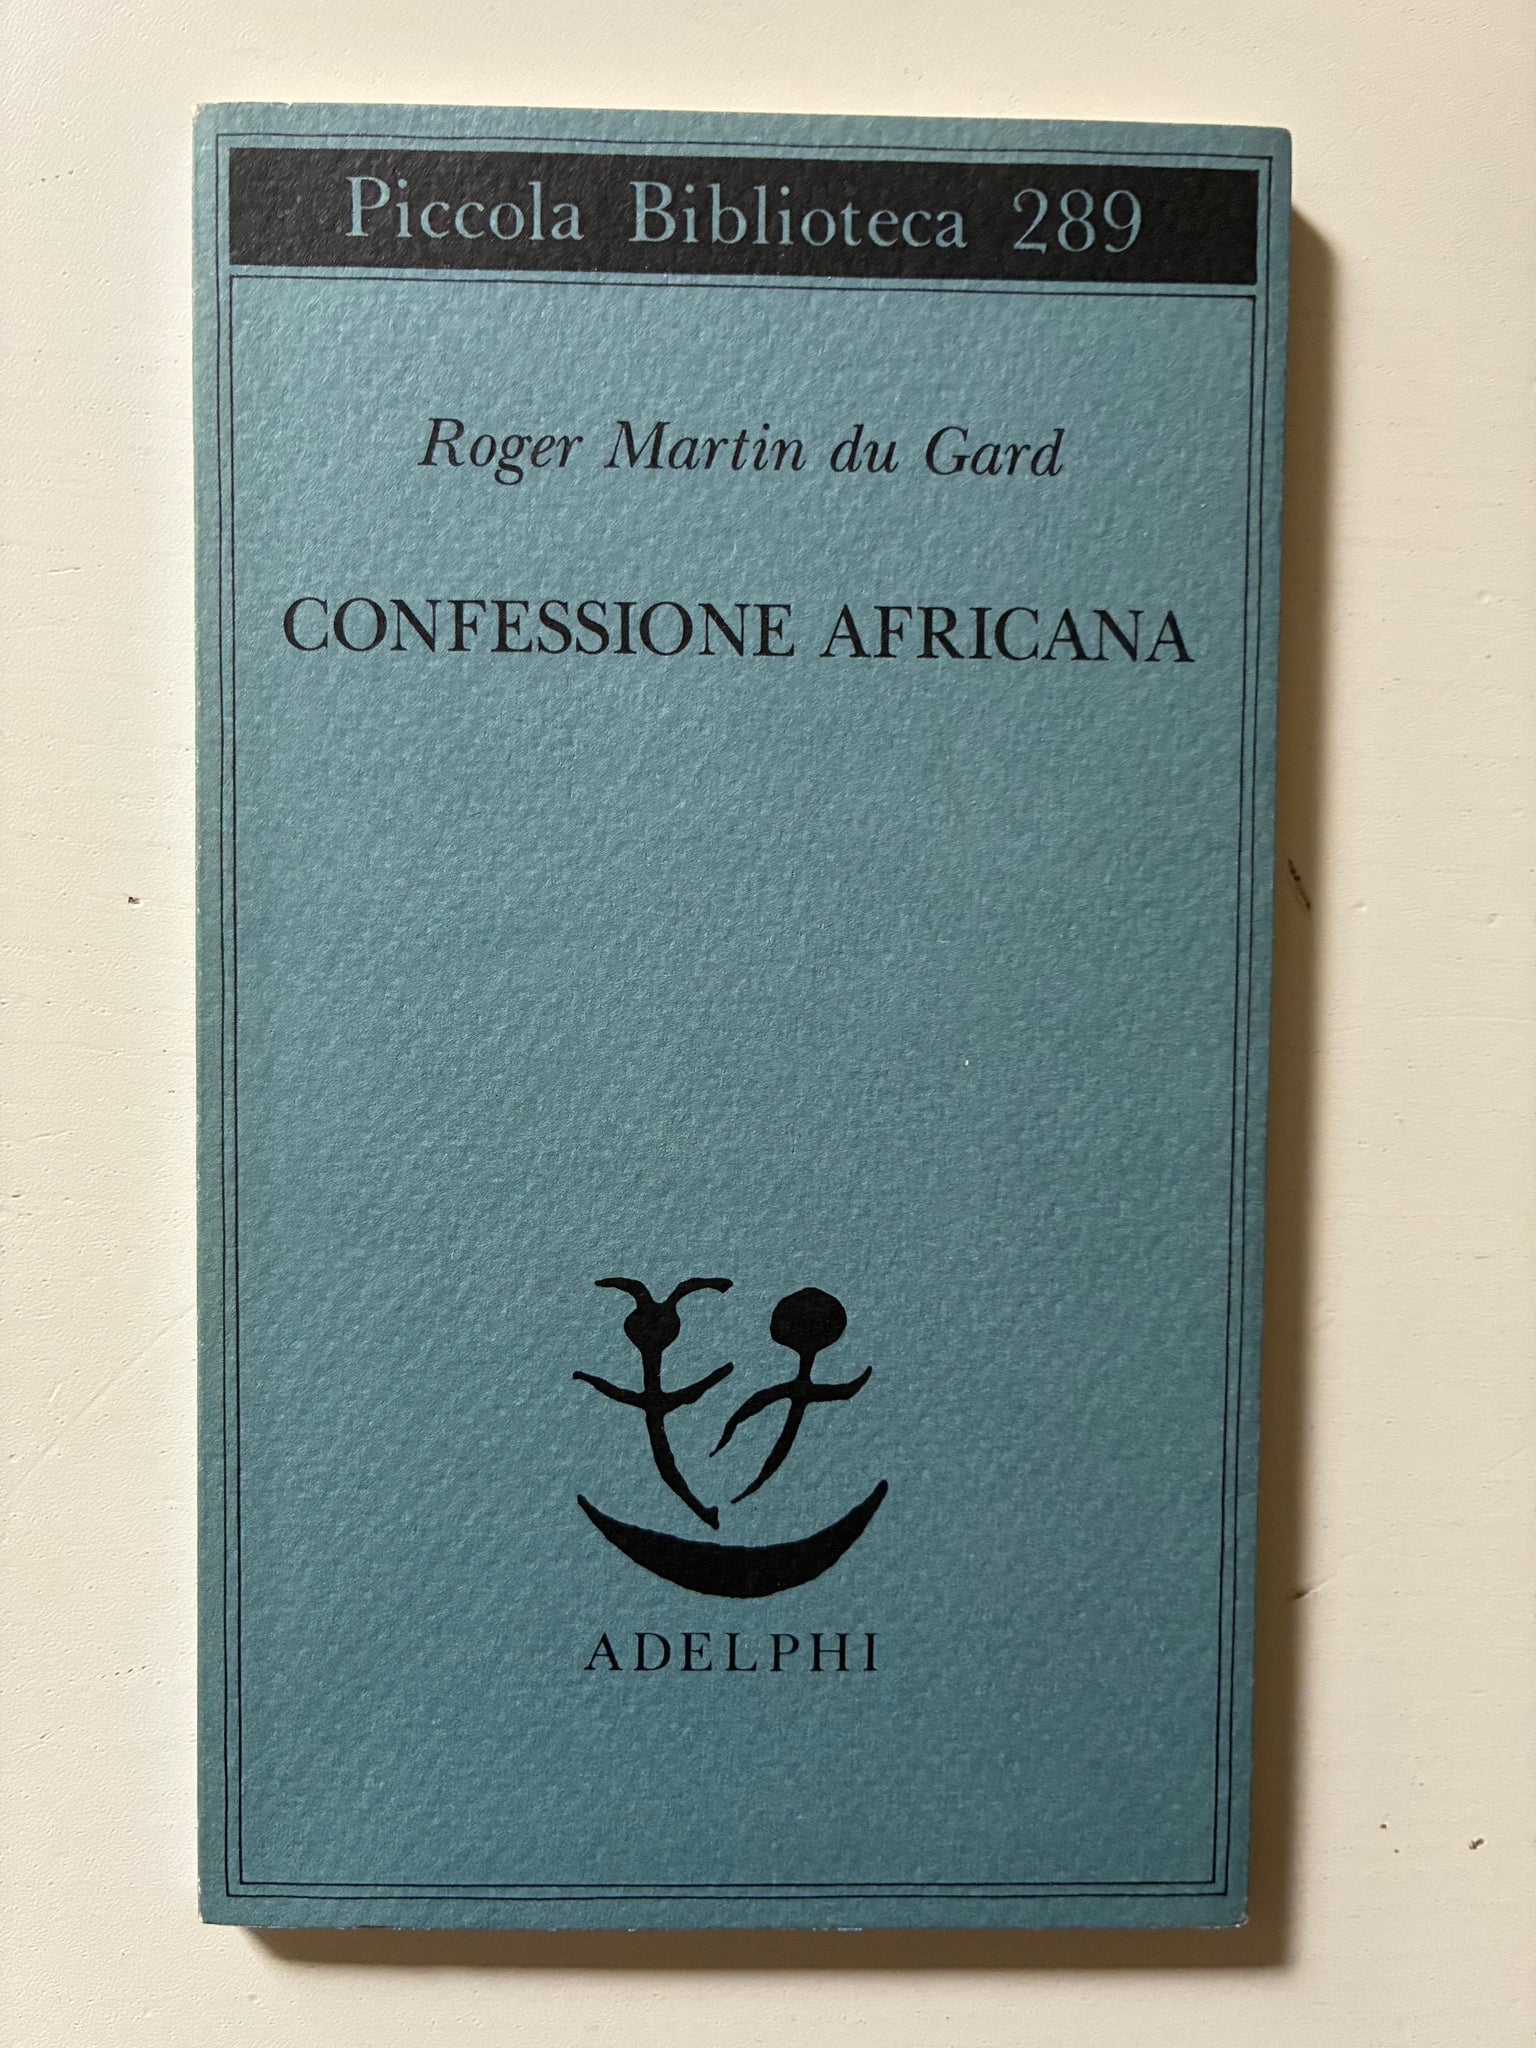 Piccola Biblioteca 289
Roger Martin du Gard
CONFESSIONE AFRICANA
ADELPHI